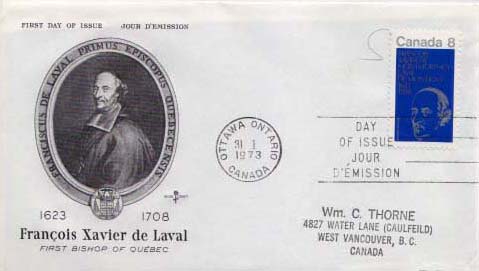 FIRST DAY OF ISSUE JOUR D'ÉMISSION
FRANCISCUS DE LAVAL PRIMUS EPISCOPUS QUEBECENSIS
1623 1708
François Xavier de Laval
FIRST BISHOP OF QUEBEC
OTTAWA ONTARIO
31 I
1973
CANADA
Canada 8
DAY
OF ISSUE
JOUR
D'ÉMISSION
Wm. C. THORNE
4827 WATER LANE (CAULFEILD)
WEST VANCOUVER, B. C.
CANADA